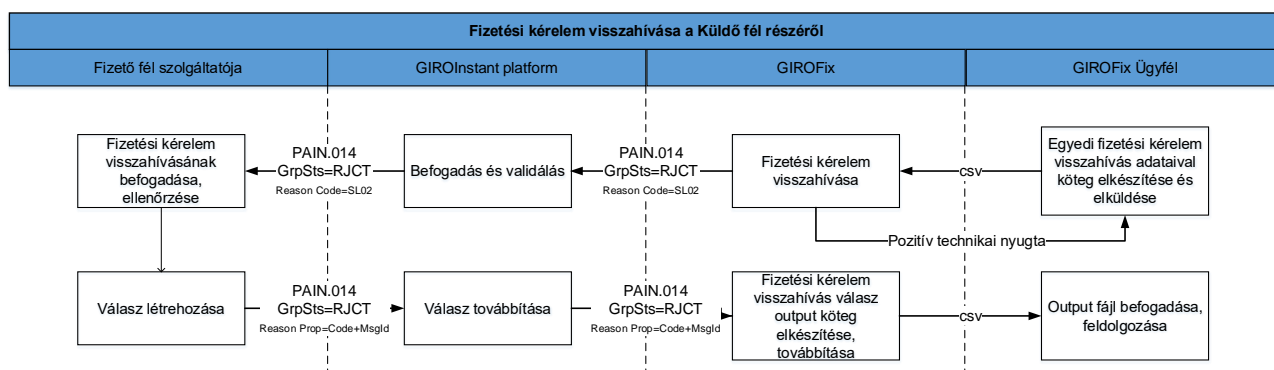 Fizetési kérelem visszahívása a Küldő fél részéről
Fizető fél szolgáltatója
GIROInstant platform
GIROFix
GIROFix Ügyfél
Fizetési kérelem
visszahívásának
befogadása,
ellenőrzése
PAIN.014
GrpSts=RJCT
Reason Code=SL02
Befogadás és validálás
PAIN.014
GrpSts=RJCT
Reason Code=SL02
Fizetési kérelem
visszahívása
csv
Egyedi fizetési kérelem
visszahívás adataival
köteg elkészítése és
elküldése
Pozitív technikai nyugta
Válasz létrehozása
PAIN.014
GrpSts=RJCT
Reason Prop=Code+MsgId
Válasz továbbítása
PAIN.014
GrpSts=RJCT
Reason Prop=Code+MsgId
Fizetési kérelem
visszahívás válasz
output köteg
elkészítése,
továbbítása
csv
Output fájl befogadása,
feldolgozása